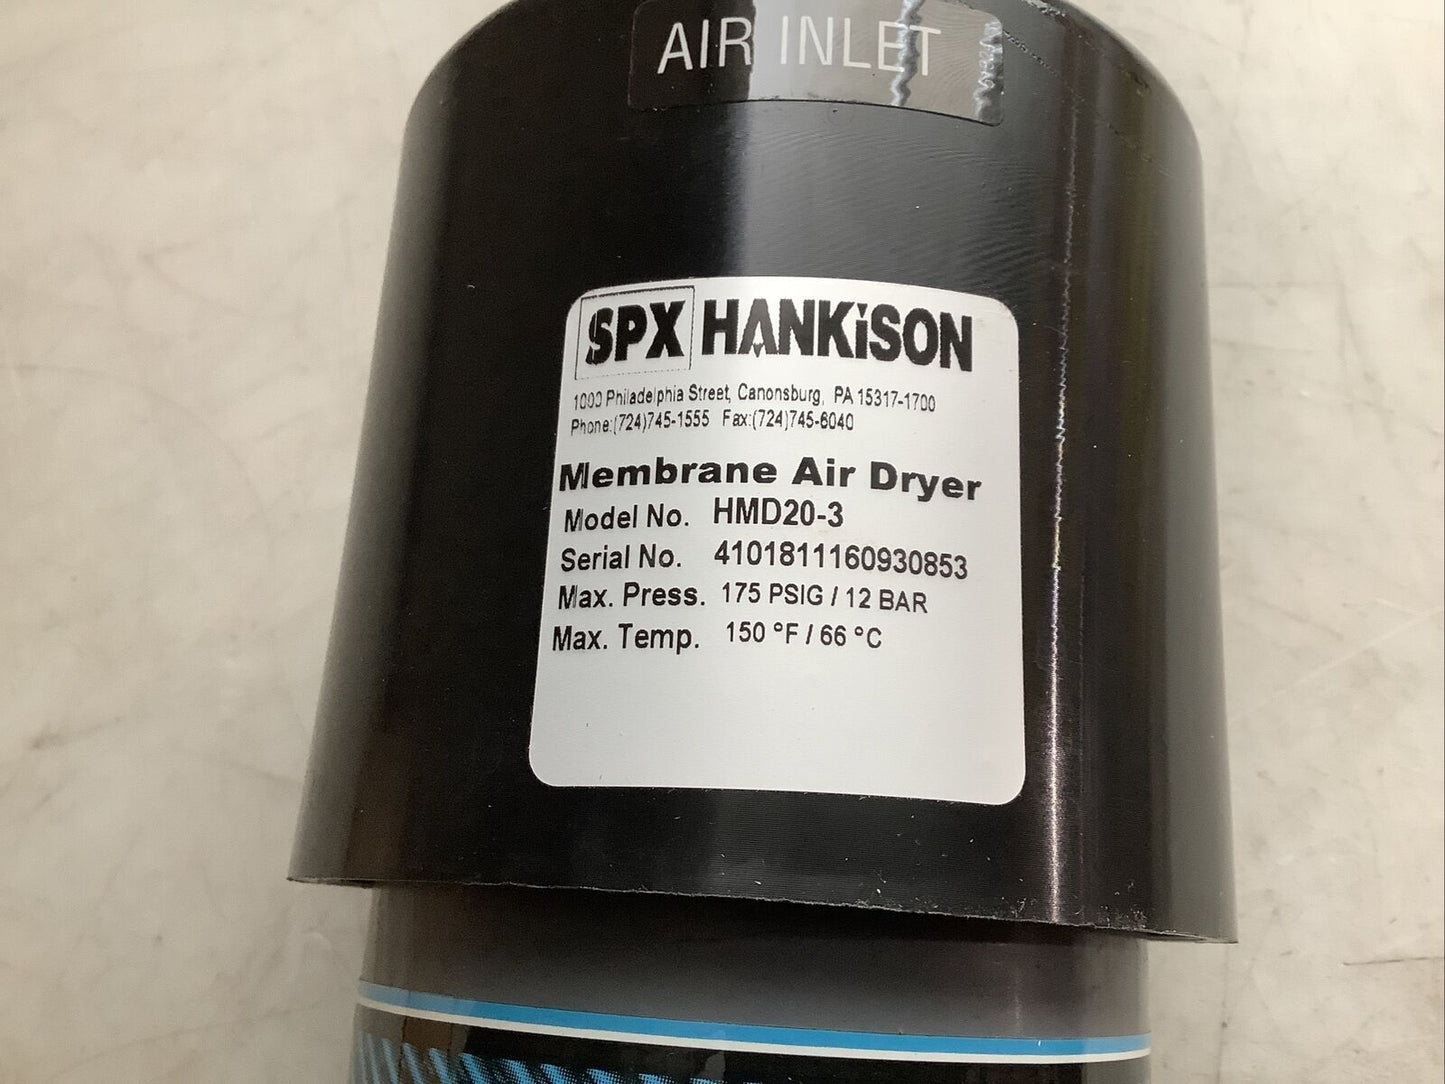 AIR INLET
SPX HANKiSON
1000 Philadelphia Street, Canonsburg, PA 15317-1700
Phone:(724)745-1555 Fax:(724)745-6040
Membrane Air Dryer
Model No. HMD20-3
Serial No. 4101811160930853
Max. Press. 175 PSIG / 12 BAR
Max. Temp. 150 °F / 66 °C